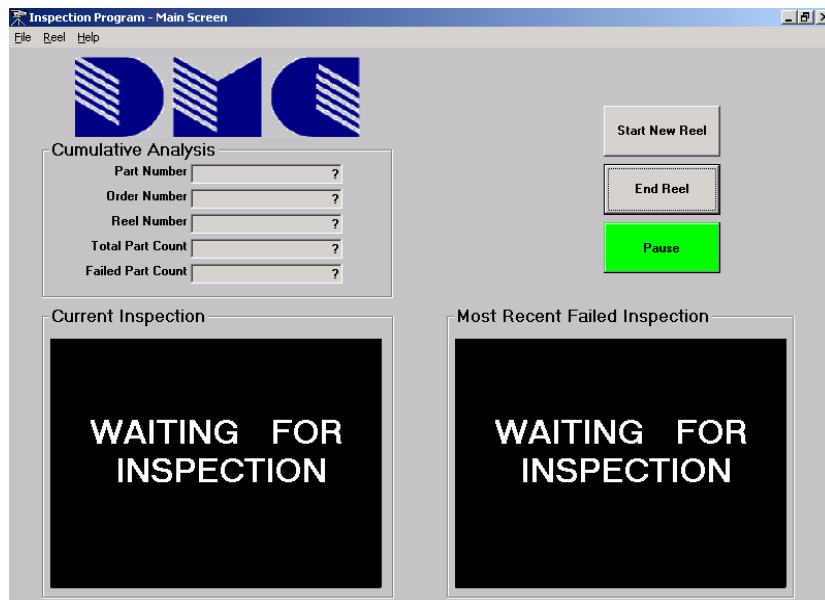 Inspection Program - Main Screen
File Reel Help
DMC
Start New Reel
Cumulative Analysis
Part Number ?
Order Number ?
End Reel
Reel Number ?
Total Part Count ?
Pause
Failed Part Count ?
Current Inspection
Most Recent Failed Inspection
WAITING FOR
INSPECTION
WAITING FOR
INSPECTION